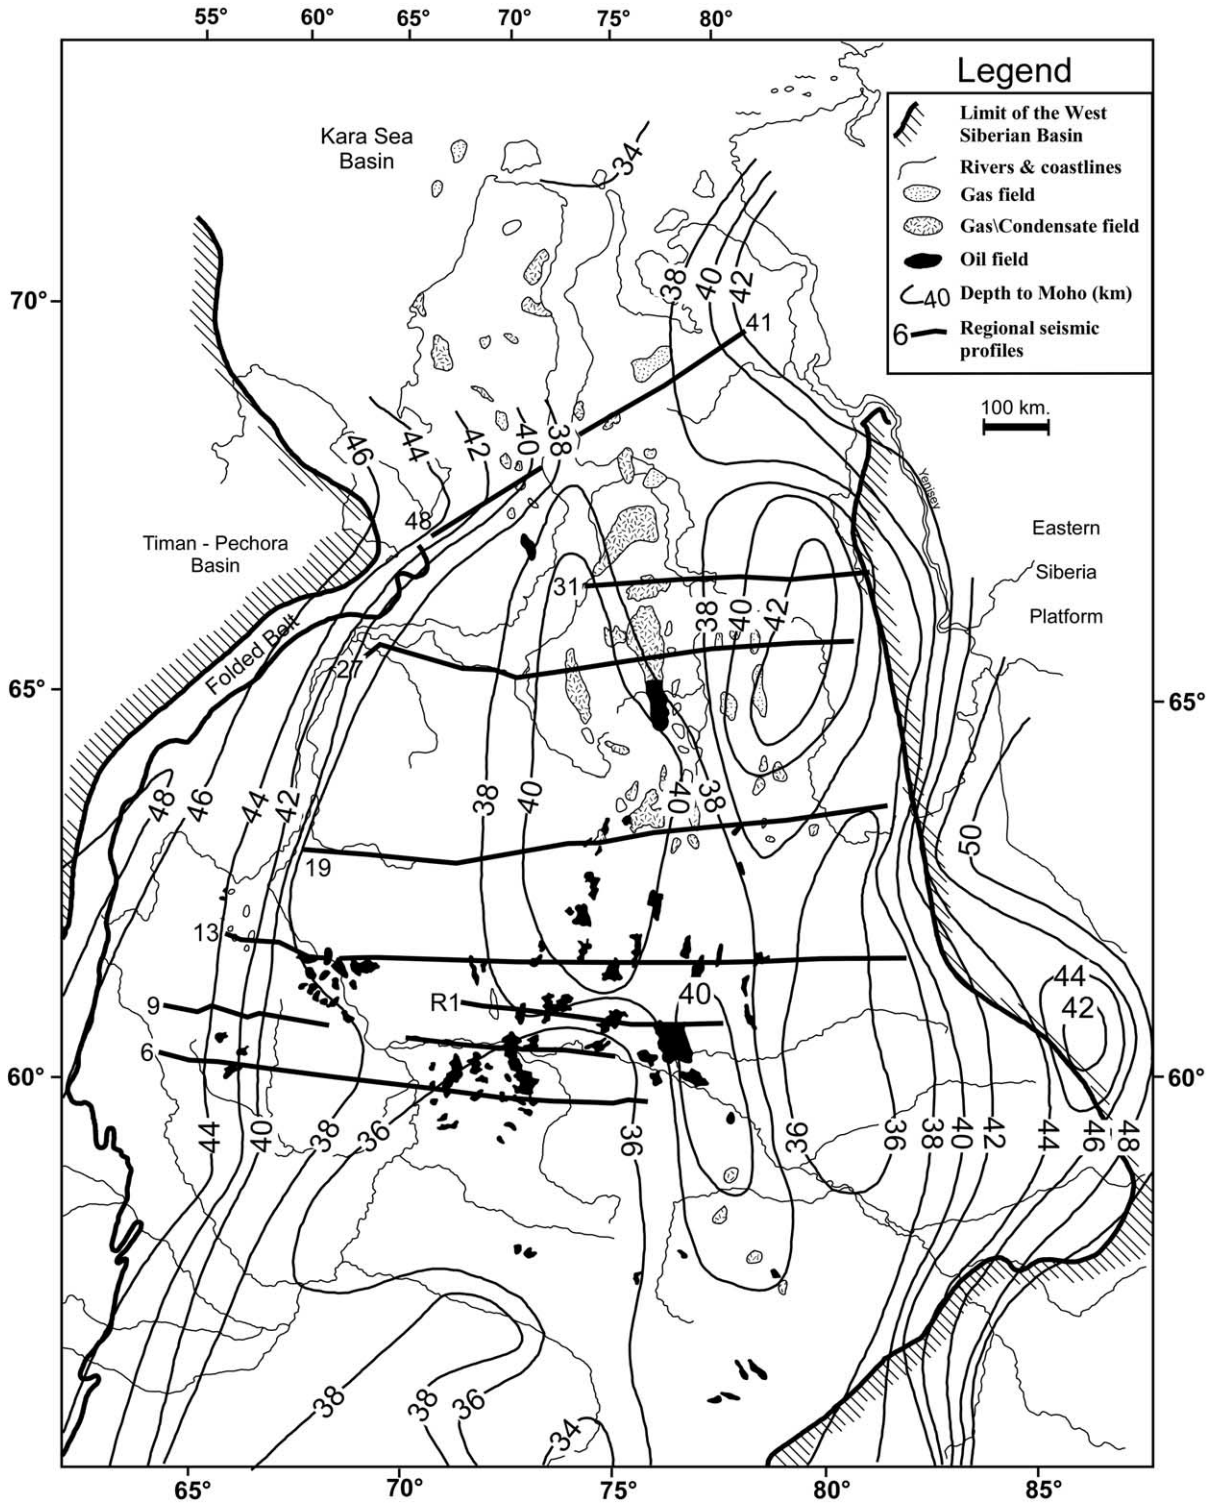 55° 60° 65° 70° 75° 80°
Legend
Limit of the West
Siberian Basin
Rivers & coastlines
Gas field
Gas\Condensate field
Oil field
40 Depth to Moho (km)
6 Regional seismic
profiles
100 km.
Kara Sea
Basin
34
38 40 42
70°
41
46 44 42 40 38
48
Yenisey
Timan - Pechora
Basin
Eastern
Siberia
Platform
31
38 40 42
Folded Belt
27
65°
65°
48 46 44 42 38 40 40 38
50
19
13
44
42
9 R1 40
6
60°
60°
44 40 38 36 36 36 36 38 40 42 44 46 48
38 38 36 34
65° 70° 75° 80° 85°